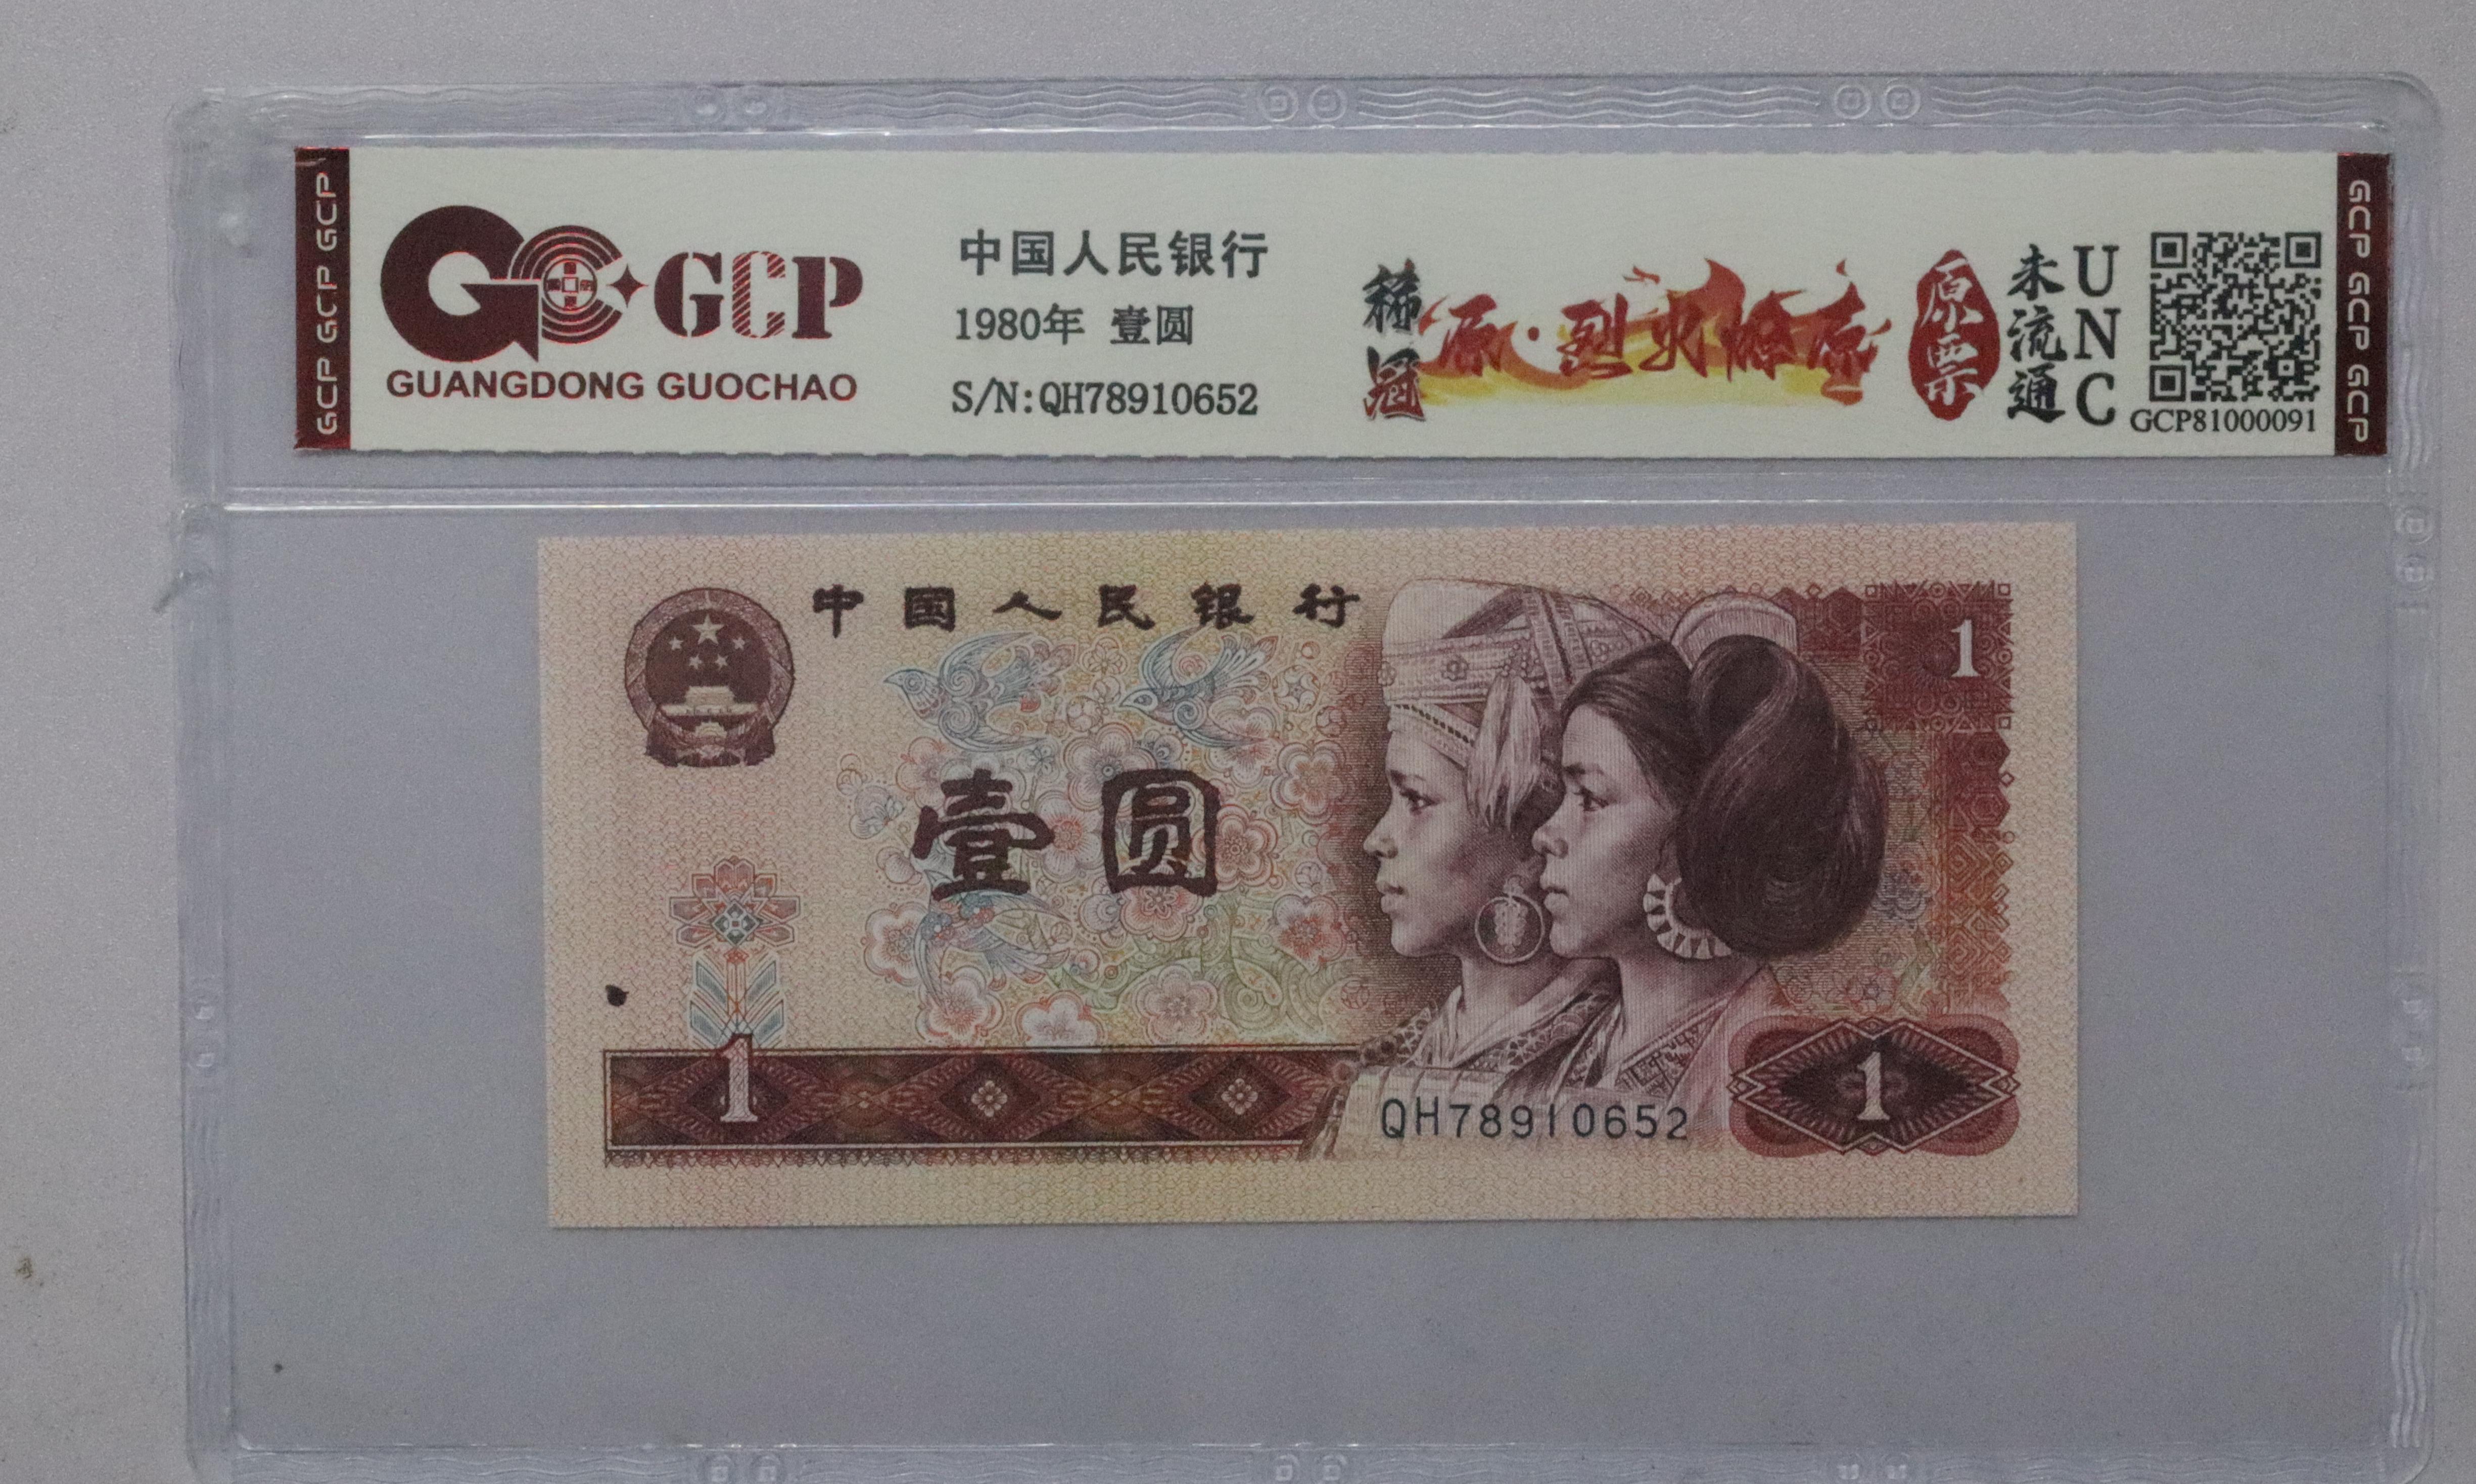 GCP GCP GCP
GCP
GUANGDONG GUOCHAO
中国人民银行
1980年 壹圆
S/N:QH78910652
稀冠
源·烈火燎原
原票
未流通
UNC
GCP81000091
GCP GCP GCP
中国人民银行
1
壹圆
1
QH78910652
1